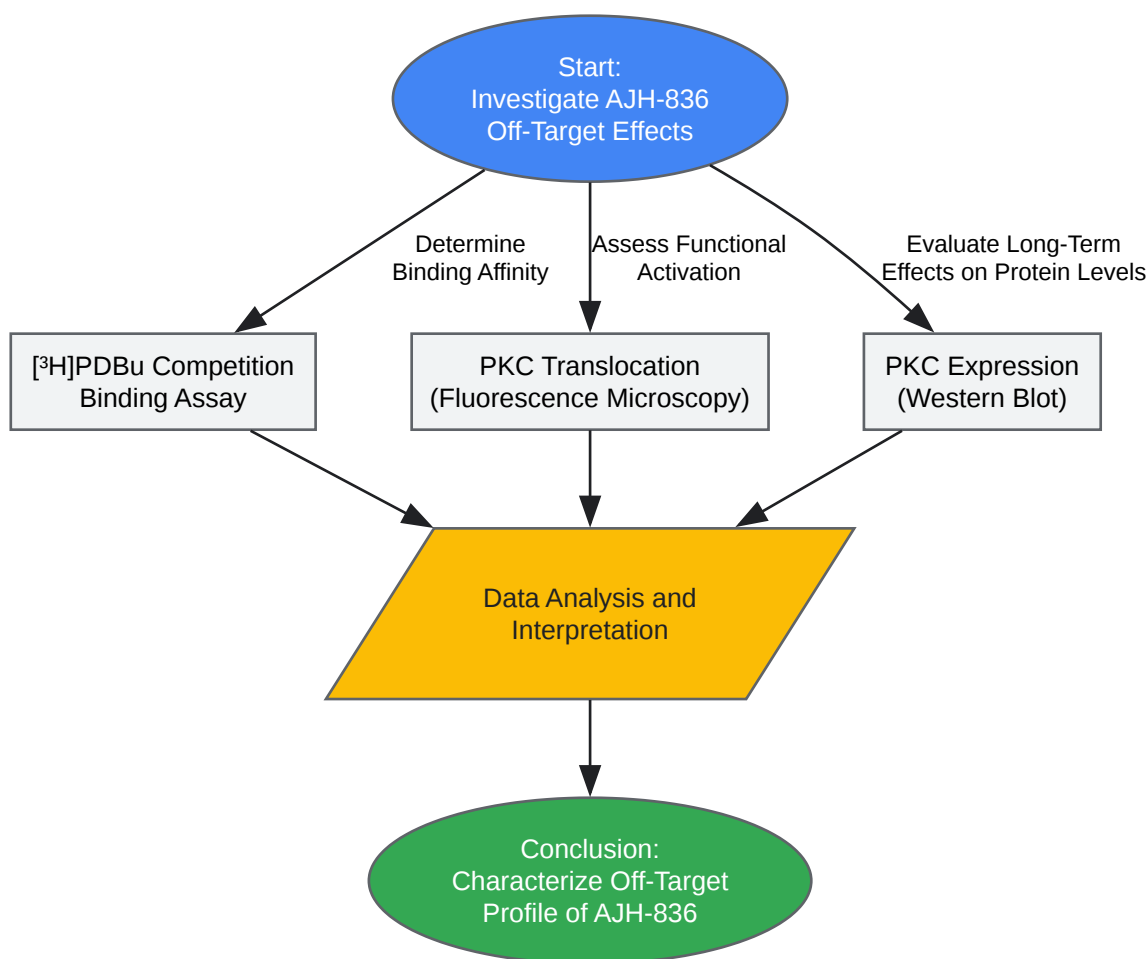 Start:
Investigate AJH-836
Off-Target Effects
Determine
Binding Affinity
Assess Functional
Activation
Evaluate Long-Term
Effects on Protein Levels
[³H]PDBu Competition
Binding Assay
PKC Translocation
(Fluorescence Microscopy)
PKC Expression
(Western Blot)
Data Analysis and
Interpretation
Conclusion:
Characterize Off-Target
Profile of AJH-836